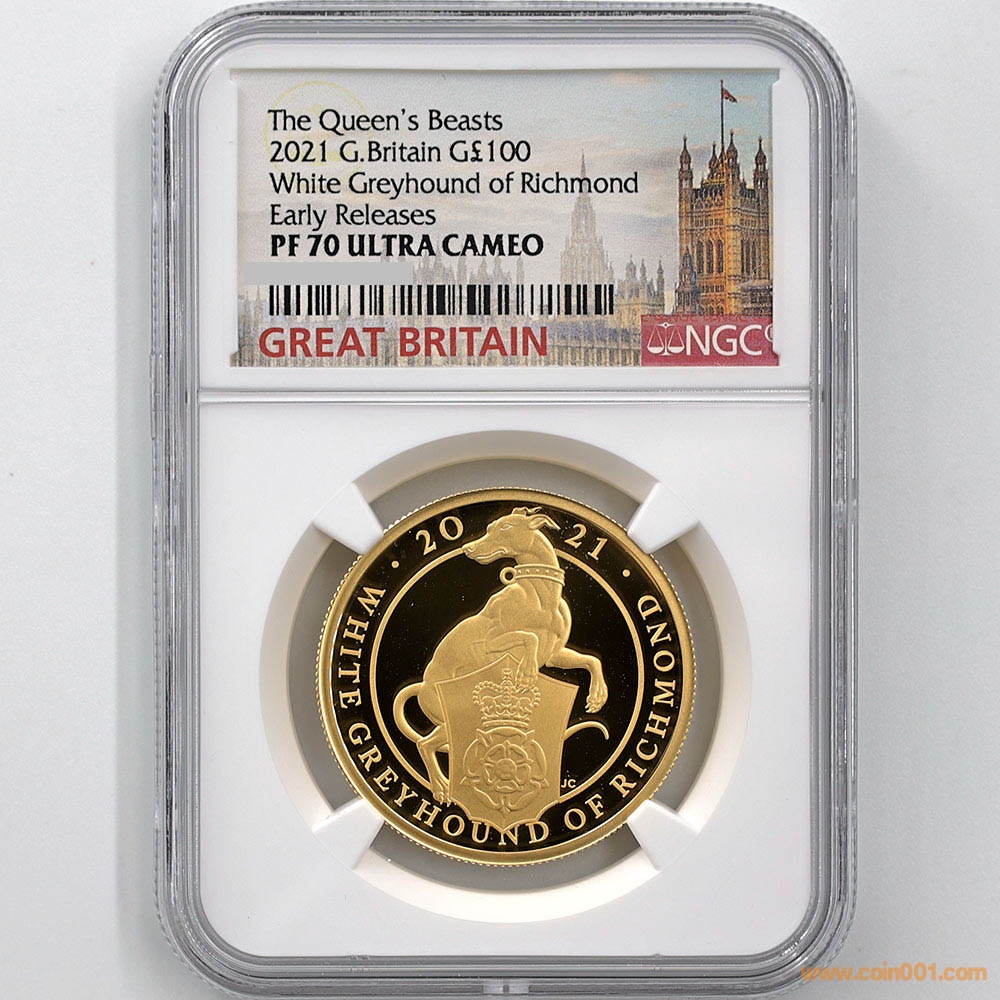 The Queen's Beasts
2021 G.Britain G£100
White Greyhound of Richmond
Early Releases
PF 70 ULTRA CAMEO
GREAT BRITAIN
NGC
· 20 21 ·
WHITE GREYHOUND OF RICHMOND
JC
www.coin001.com